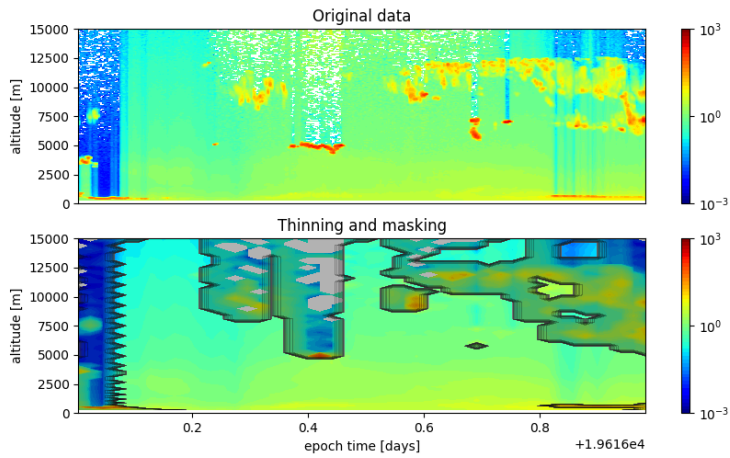 Original data
15000
12500
10000
7500
5000
2500
0
altitude [m]
10³
10⁰
10⁻³
Thinning and masking
15000
12500
10000
7500
5000
2500
0
altitude [m]
10³
10⁰
10⁻³
0.2 0.4 0.6 0.8
epoch time [days]
+1.9616e4